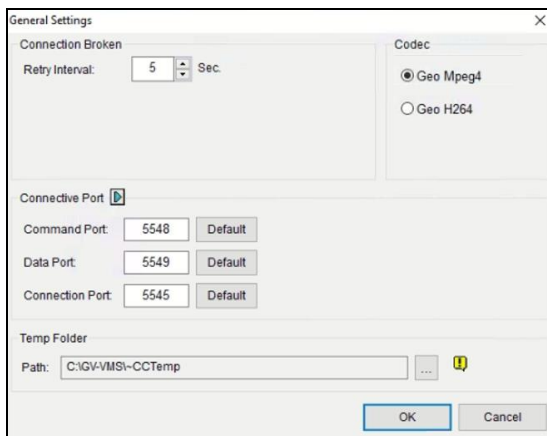 General Settings
Connection Broken
Retry Interval: 5 Sec.
Codec
Geo Mpeg4
Geo H264
Connective Port
Command Port: 5548 Default
Data Port: 5549 Default
Connection Port: 5545 Default
Temp Folder
Path: C:\GV-VMS\~CCTemp ...
OK Cancel